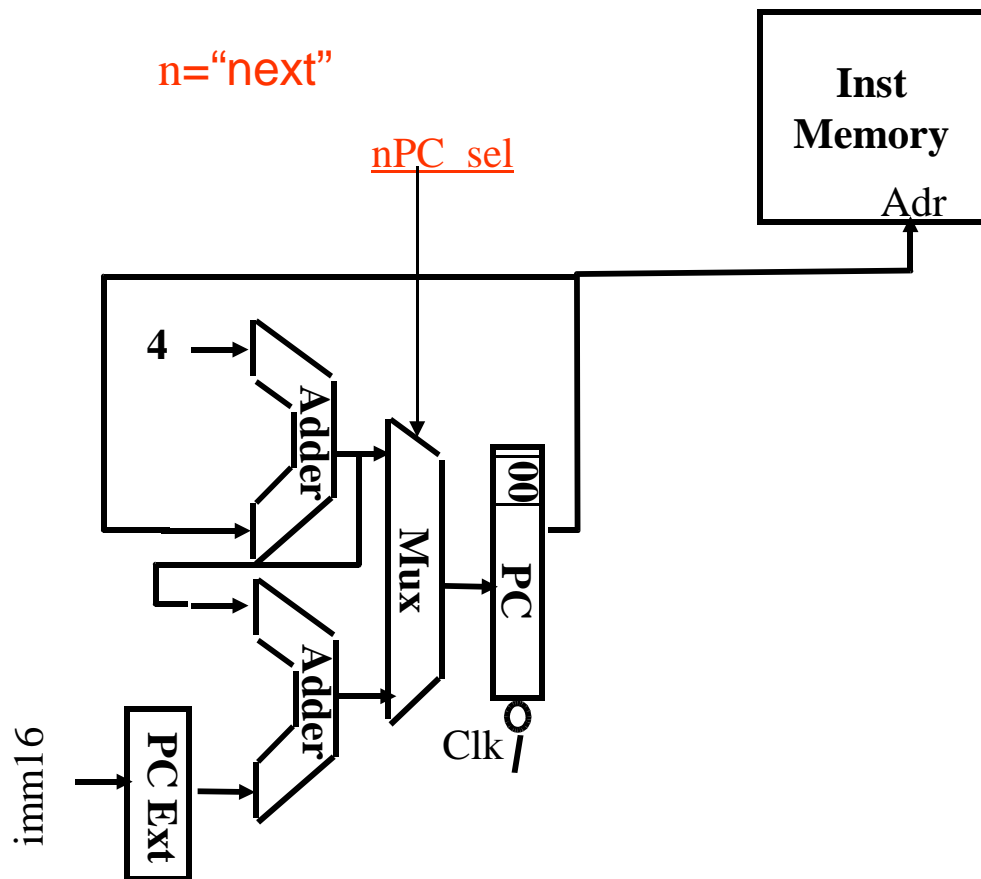 n=“next”
Inst
Memory
Adr
nPC_sel
4
Adder
00
Mux
PC
Adder
Clk
imm16
PC Ext